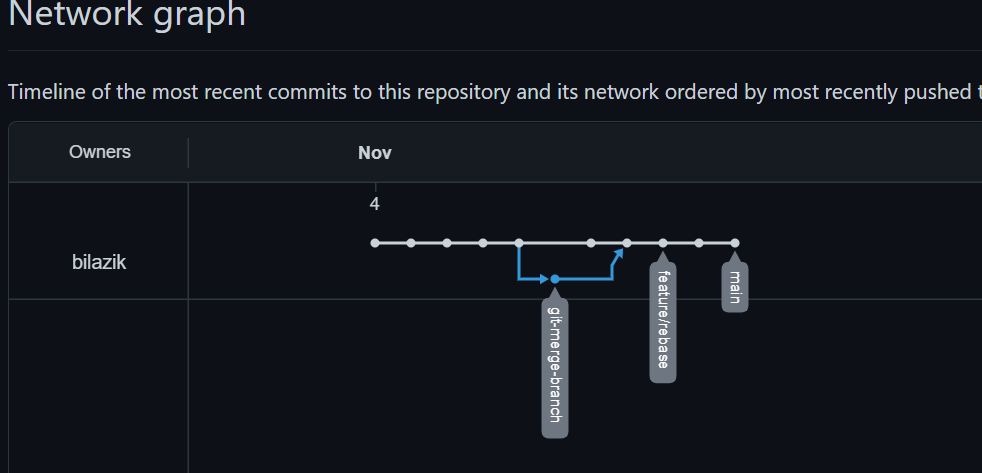 Network graph
Timeline of the most recent commits to this repository and its network ordered by most recently pushed
Owners
Nov
4
bilazik
git-merge-branch
feature/rebase
main